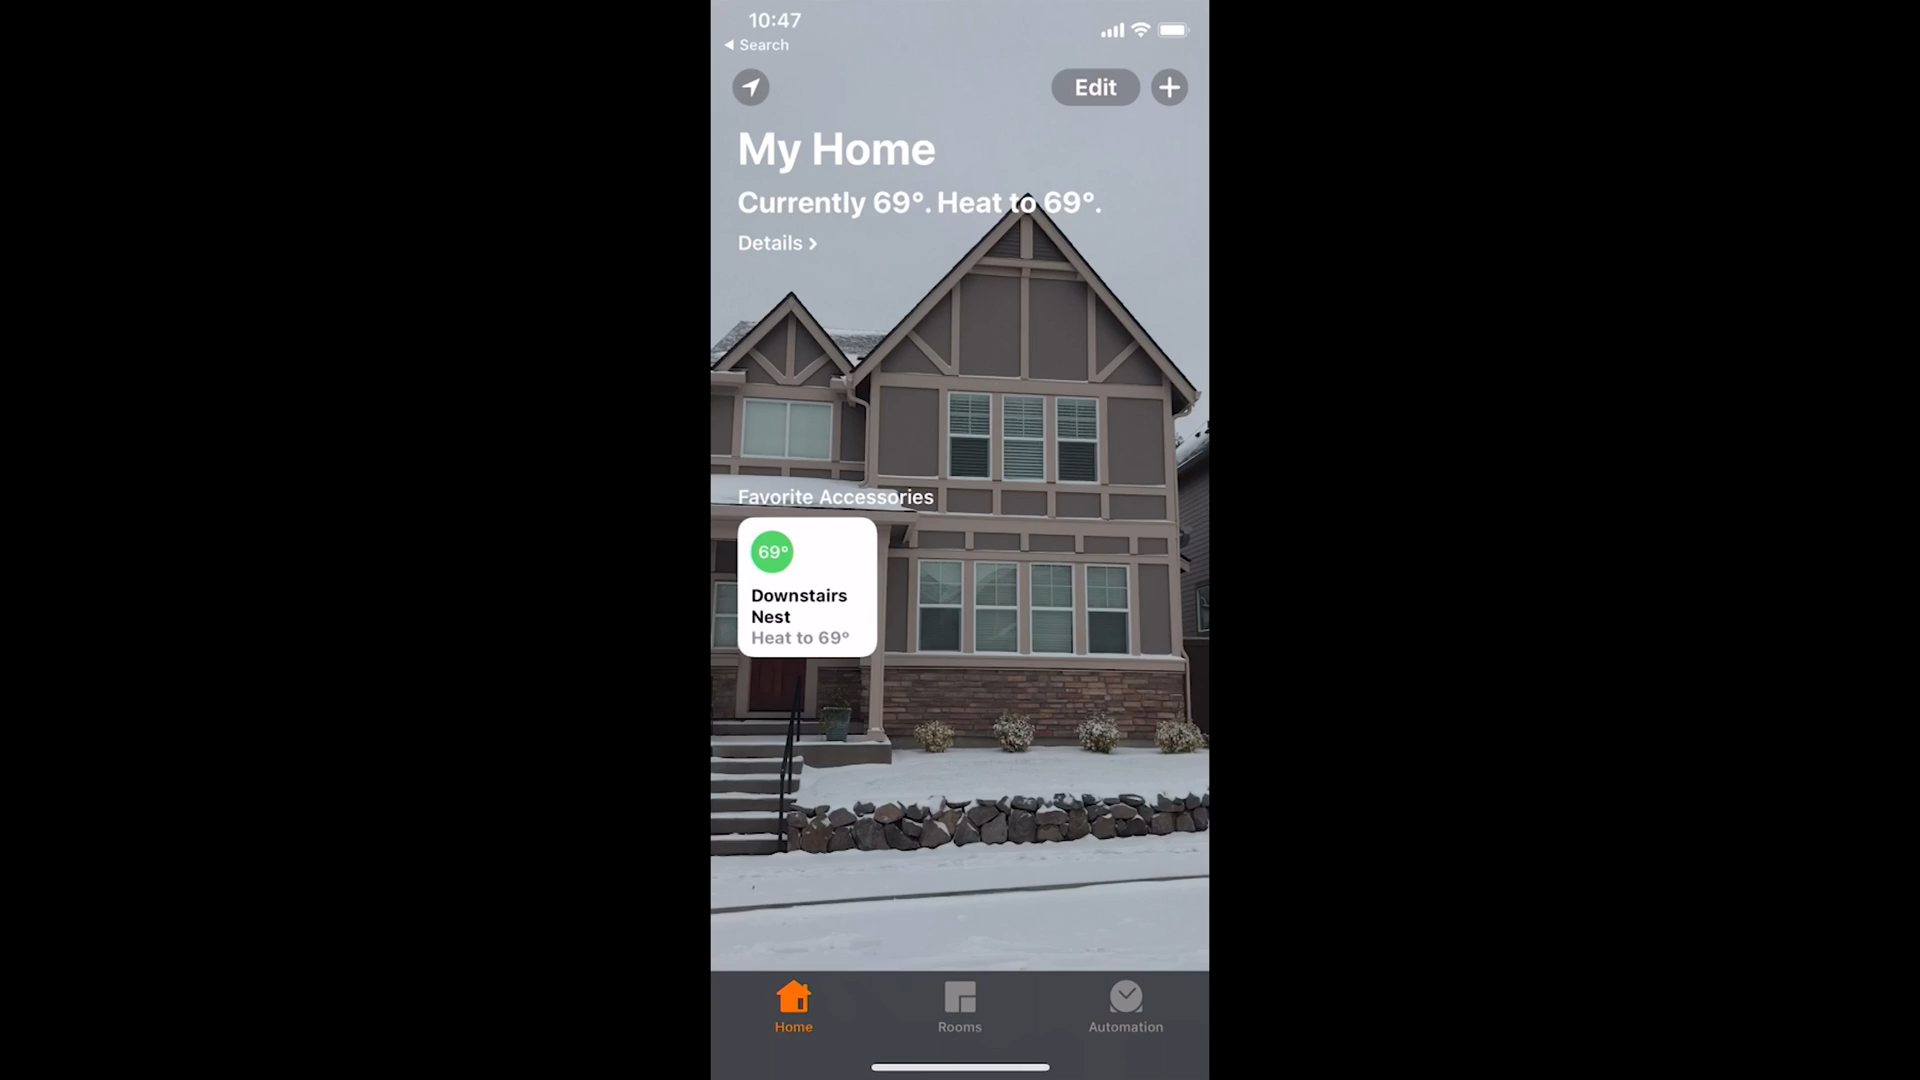 10:47
Search
Edit
My Home
Currently 69°. Heat to 69°.
Details
Favorite Accessories
69°
Downstairs
Nest
Heat to 69°
Home
Rooms
Automation